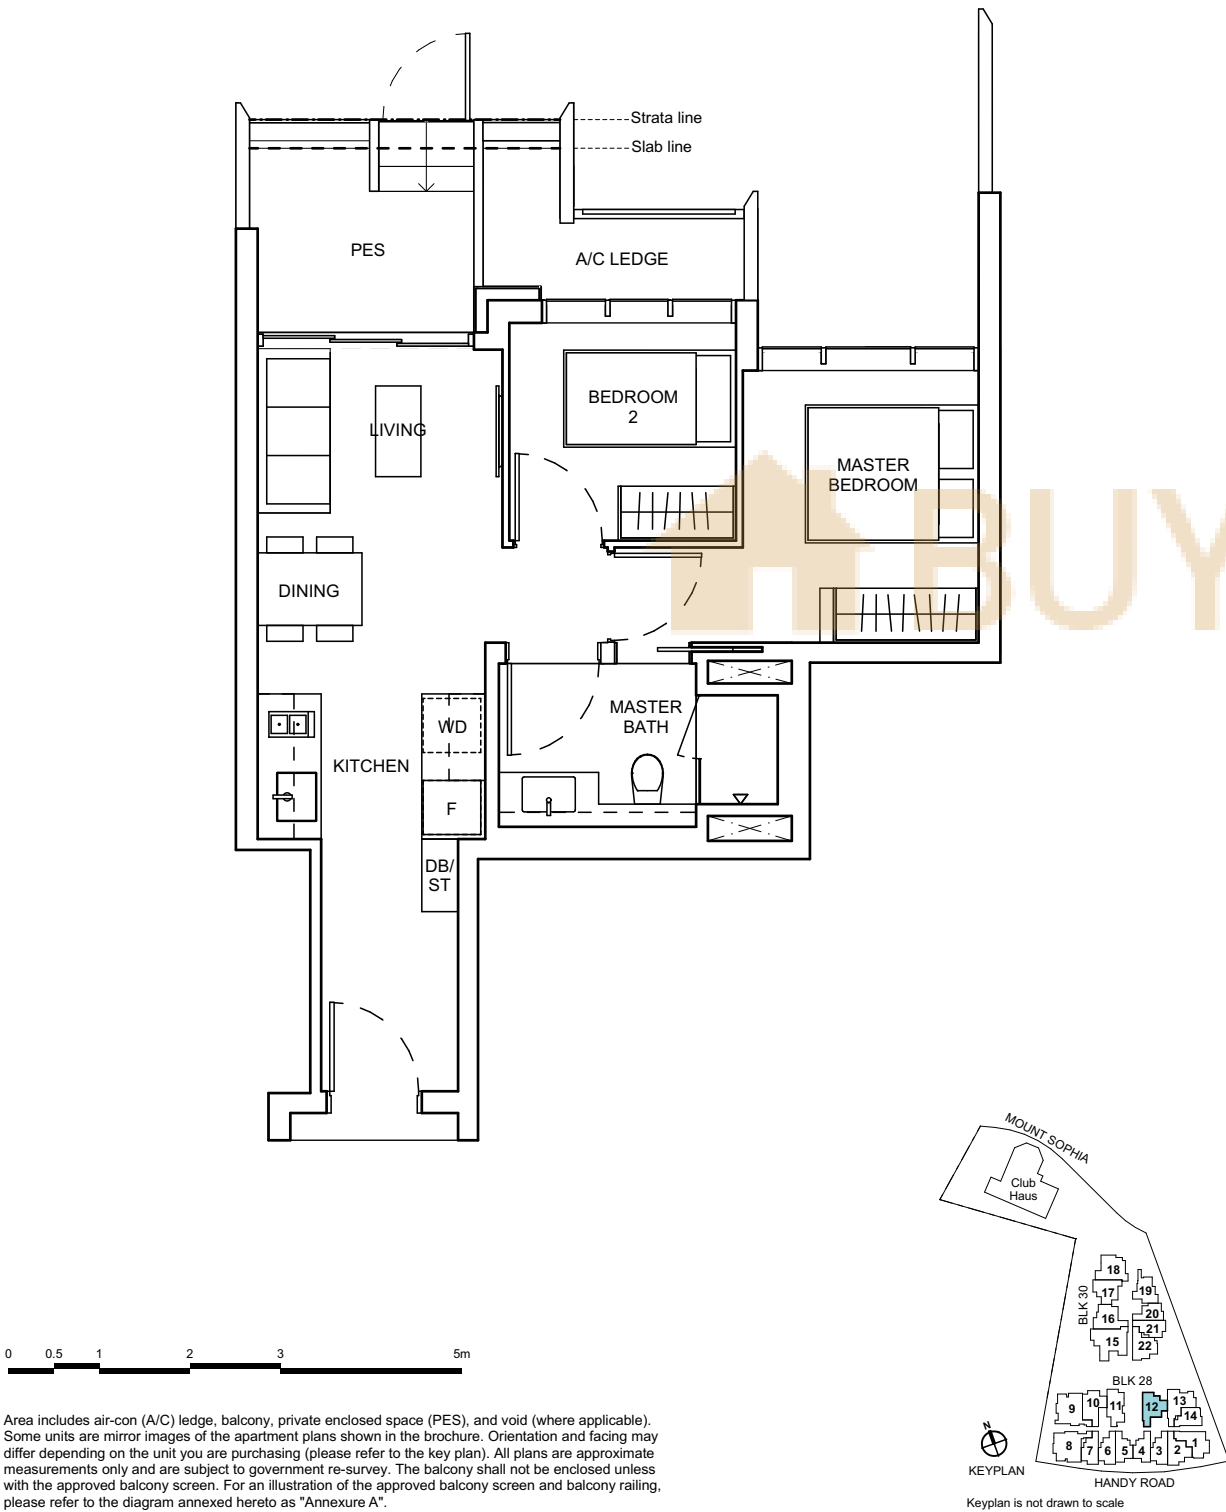 Strata line
Slab line
PES
A/C LEDGE
BEDROOM
2
LIVING
MASTER
BEDROOM
BUY
DINING
MASTER
BATH
WD
KITCHEN
F
DB/
ST
MOUNT SOPHIA
Club
Haus
BLK 30
18
17
19
16
20
21
15
22
BLK 28
9
10
11
12
13
14
8
7
6
5
4
3
2
1
N
KEYPLAN
HANDY ROAD
Keyplan is not drawn to scale
0 0.5 1 2 3 5m
Area includes air-con (A/C) ledge, balcony, private enclosed space (PES), and void (where applicable).
Some units are mirror images of the apartment plans shown in the brochure. Orientation and facing may
differ depending on the unit you are purchasing (please refer to the key plan). All plans are approximate
measurements only and are subject to government re-survey. The balcony shall not be enclosed unless
with the approved balcony screen. For an illustration of the approved balcony screen and balcony railing,
please refer to the diagram annexed hereto as "Annexure A".